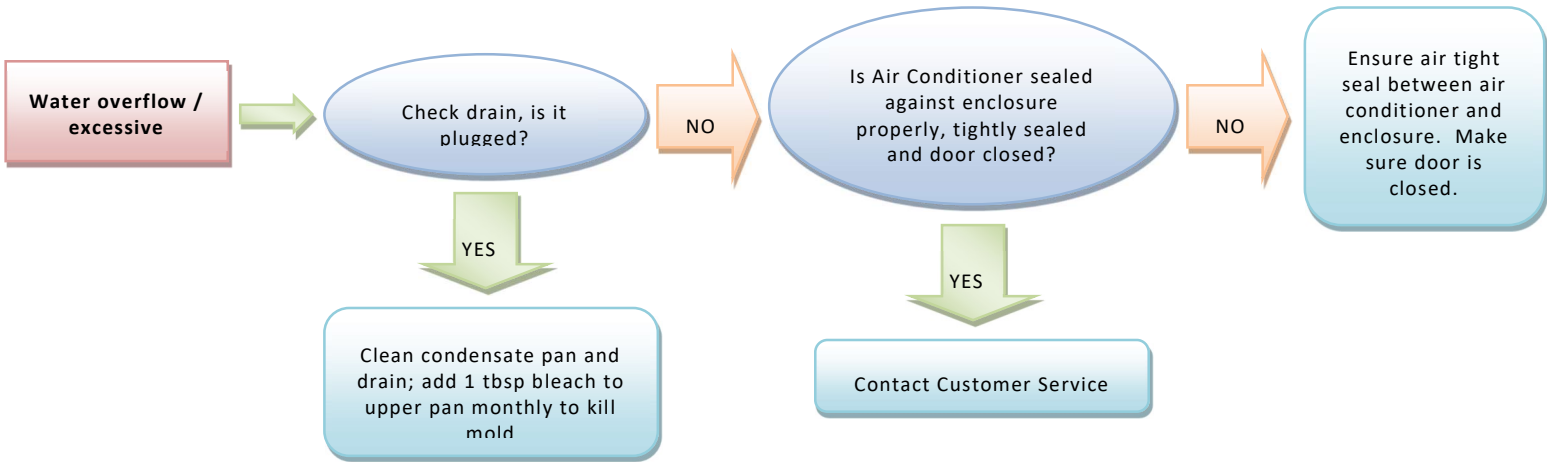 Water overflow /
excessive
Check drain, is it
plugged?
NO
Is Air Conditioner sealed
against enclosure
properly, tightly sealed
and door closed?
NO
Ensure air tight
seal between air
conditioner and
enclosure. Make
sure door is
closed.
YES
Clean condensate pan and
drain; add 1 tbsp bleach to
upper pan monthly to kill
mold
YES
Contact Customer Service